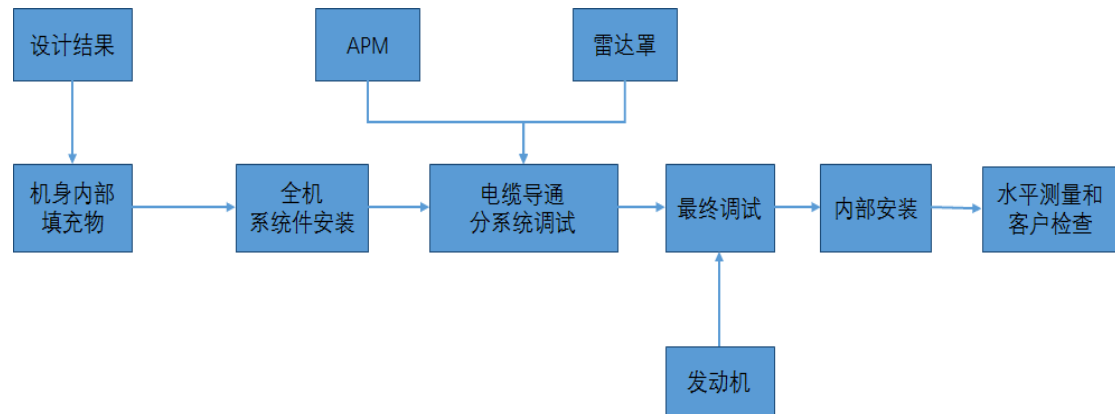 设计结果
APM
雷达罩
机身内部
填充物
全机
系统件安装
电缆导通
分系统调试
最终调试
内部安装
水平测量和
客户检查
发动机